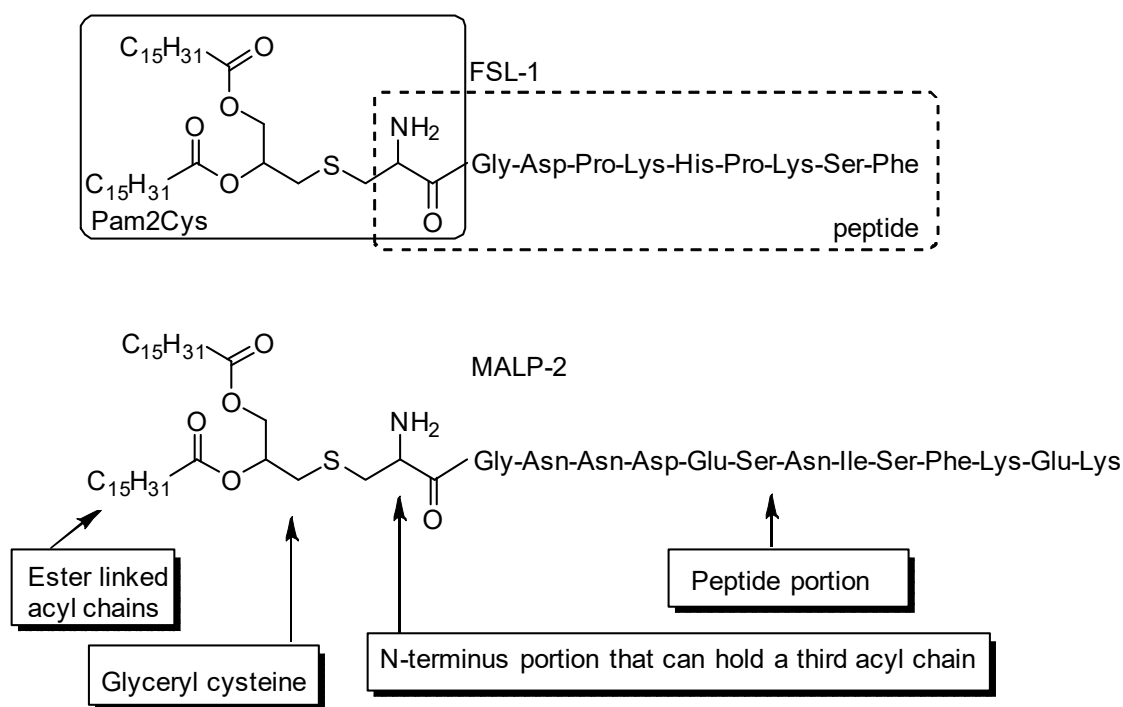 C15H31
O
FSL-1
O
O
NH2
S
Gly-Asp-Pro-Lys-His-Pro-Lys-Ser-Phe
C15H31
O
O
Pam2Cys
peptide
C15H31
O
MALP-2
O
O
NH2
S
Gly-Asn-Asn-Asp-Glu-Ser-Asn-Ile-Ser-Phe-Lys-Glu-Lys
C15H31
O
O
Ester linked
acyl chains
Peptide portion
Glyceryl cysteine
N-terminus portion that can hold a third acyl chain